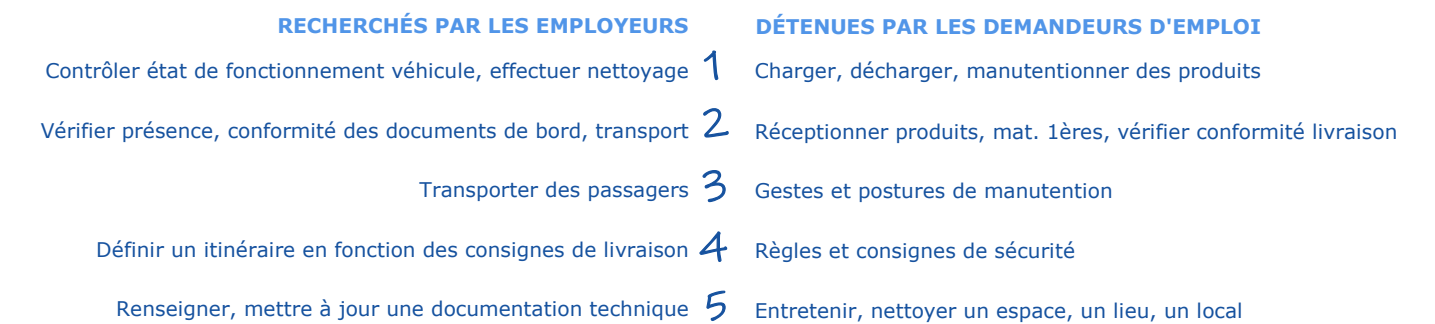 RECHERCHÉS PAR LES EMPLOYEURS DÉTENUES PAR LES DEMANDEURS D'EMPLOI
Contrôler état de fonctionnement véhicule, effectuer nettoyage 1 Charger, décharger, manutentionner des produits
Vérifier présence, conformité des documents de bord, transport 2 Réceptionner produits, mat. 1ères, vérifier conformité livraison
Transporter des passagers 3 Gestes et postures de manutention
Définir un itinéraire en fonction des consignes de livraison 4 Règles et consignes de sécurité
Renseigner, mettre à jour une documentation technique 5 Entretenir, nettoyer un espace, un lieu, un local